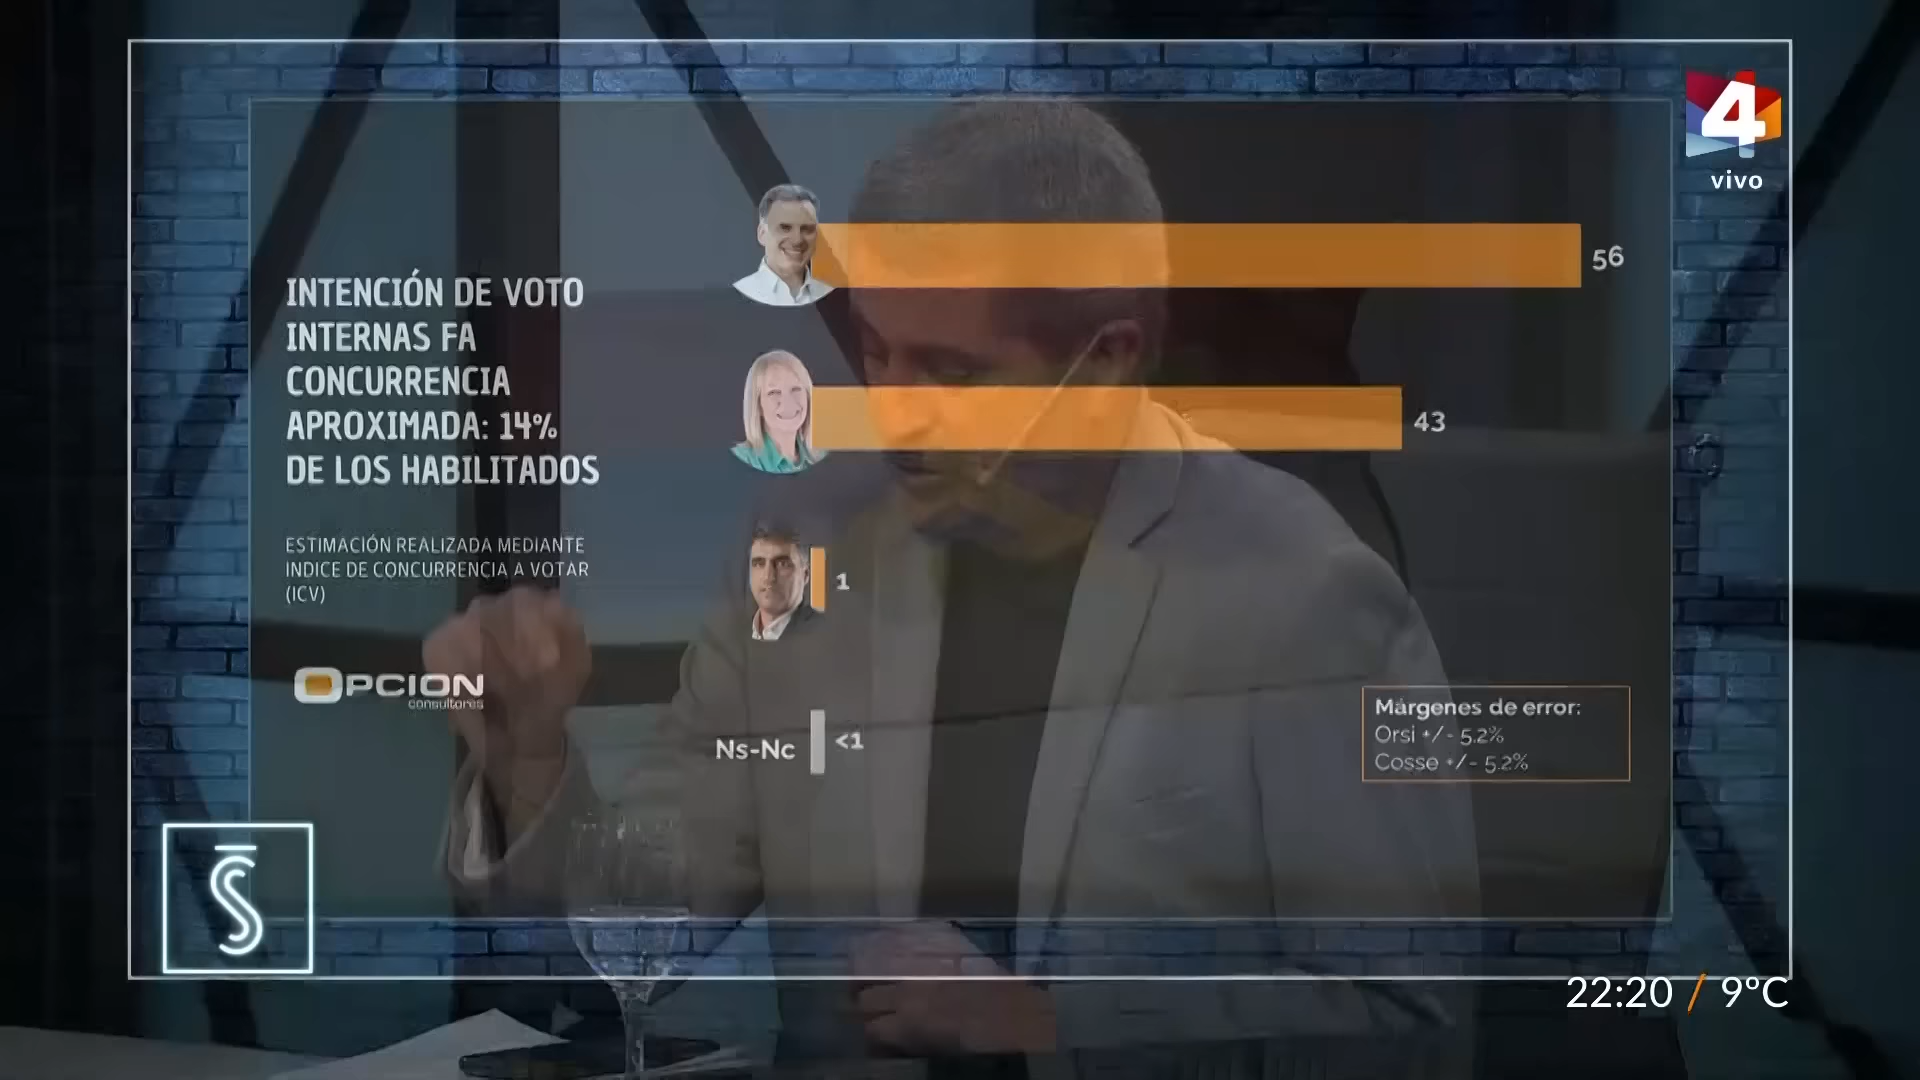 4
vivo
56
INTENCIÓN DE VOTO
INTERNAS FA
CONCURRENCIA
APROXIMADA: 14%
DE LOS HABILITADOS
43
ESTIMACIÓN REALIZADA MEDIANTE
INDICE DE CONCURRENCIA A VOTAR
(ICV)
1
OPCION
consultores
Ns-Nc
<1
Márgenes de error:
Orsi +/- 5.2%
Cosse +/- 5.2%
S
22:20 / 9°C